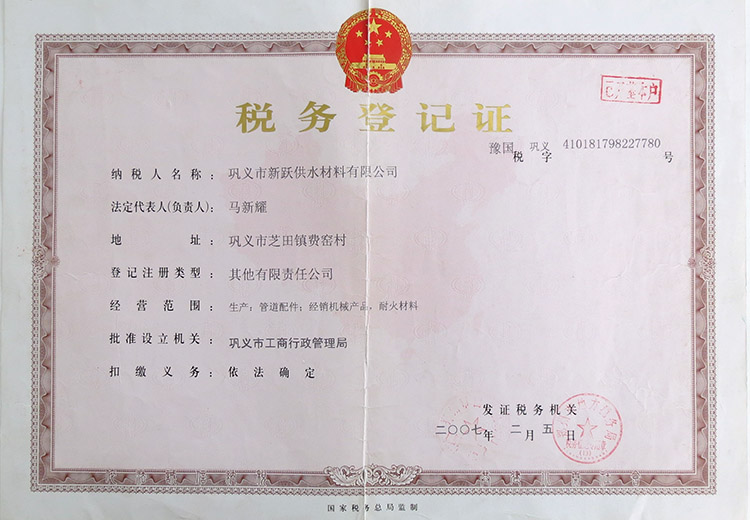 税务登记证
豫国 巩义 410181798227780
税 字 号
纳税人名称： 巩义市新跃供水材料有限公司
法定代表人(负责人)： 马新耀
地 址： 巩义市芝田镇费窑村
登记注册类型： 其他有限责任公司
经营范围： 生产：管道配件；经销机械产品，耐火材料
批准设立机关： 巩义市工商行政管理局
扣缴义务： 依法确定
发证税务机关
二〇〇七年 二 月 五 日
国家税务总局监制